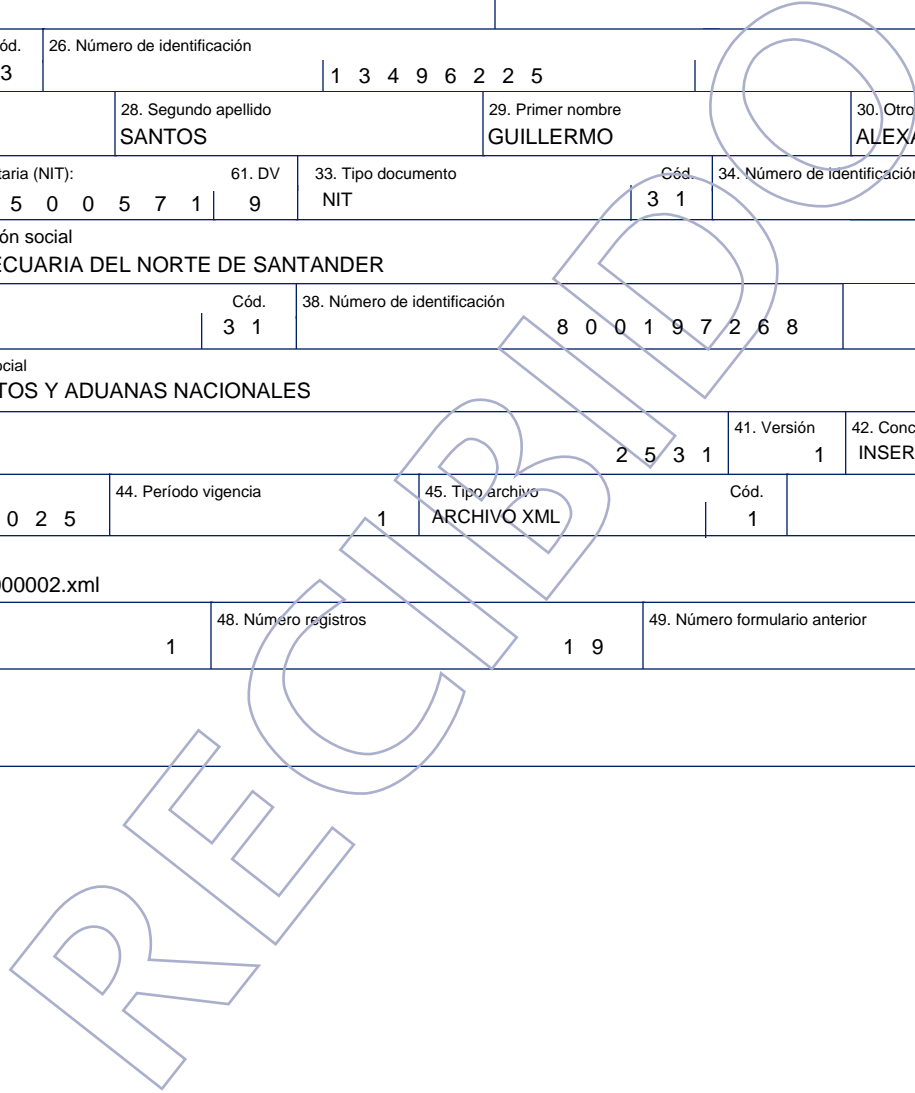 ód. 26. Número de identificación
3 1 3 4 9 6 2 2 5
28. Segundo apellido 29. Primer nombre 30. Otro
SANTOS GUILLERMO ALEXA
taria (NIT): 61. DV 33. Tipo documento Cód. 34. Número de identificación
5 0 0 5 7 1 9 NIT 3 1
ón social
ECUARIA DEL NORTE DE SANTANDER
Cód. 38. Número de identificación
3 1 8 0 0 1 9 7 2 6 8
ocial
TOS Y ADUANAS NACIONALES
41. Versión 42. Conc
2 5 3 1 1 INSER
44. Período vigencia 45. Tipo archivo Cód.
0 2 5 1 ARCHIVO XML 1
000002.xml
48. Número registros 49. Número formulario anterior
1 1 9
RECIBIDO